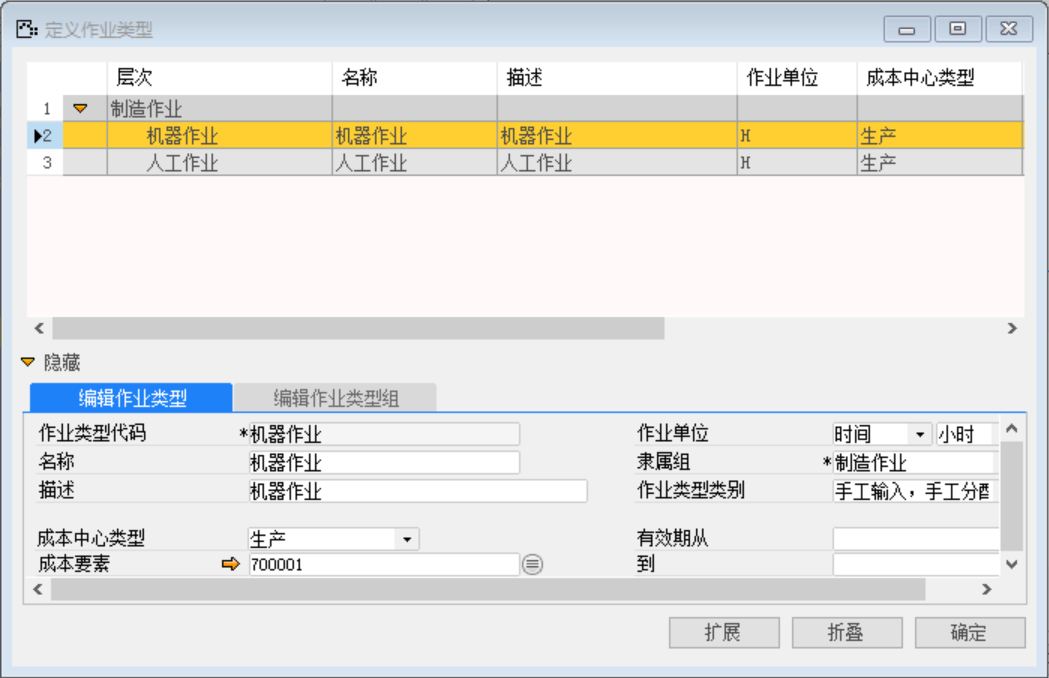 定义作业类型
层次 名称 描述 作业单位 成本中心类型
1 制造作业
2 机器作业 机器作业 机器作业 H 生产
3 人工作业 人工作业 人工作业 H 生产
隐藏
编辑作业类型 编辑作业类型组
作业类型代码 *机器作业 作业单位 时间 小时
名称 机器作业 隶属组 *制造作业
描述 机器作业 作业类型类别 手工输入，手工分配
成本中心类型 生产 有效期从
成本要素 700001 到
扩展 折叠 确定